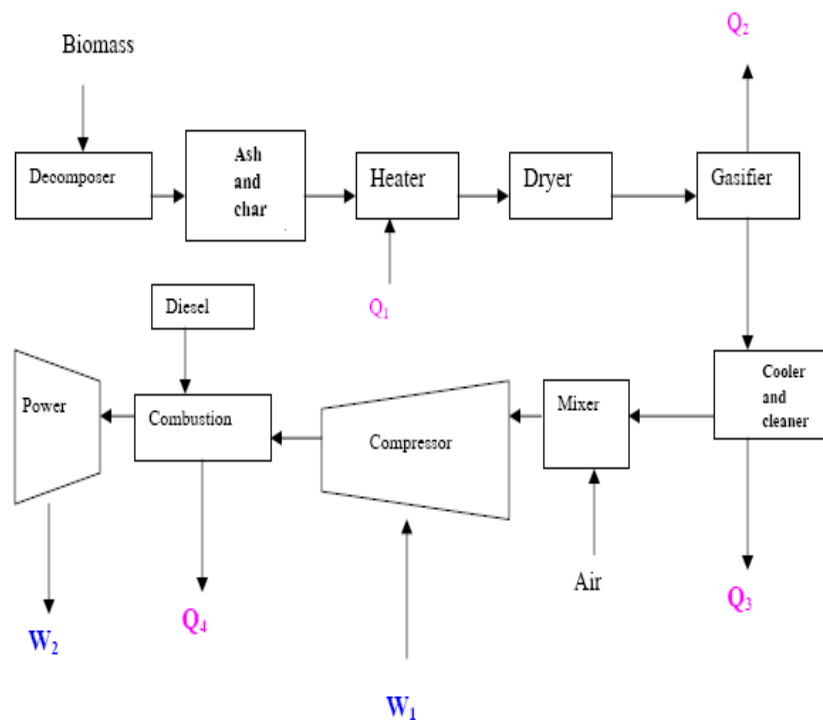 Q₂
Biomass
Decomposer
Ash
and
char
Heater
Dryer
Gasifier
Q₁
Diesel
Power
Combustion
Compressor
Mixer
Cooler
and
cleaner
Air
W₂
Q₄
Q₃
W₁